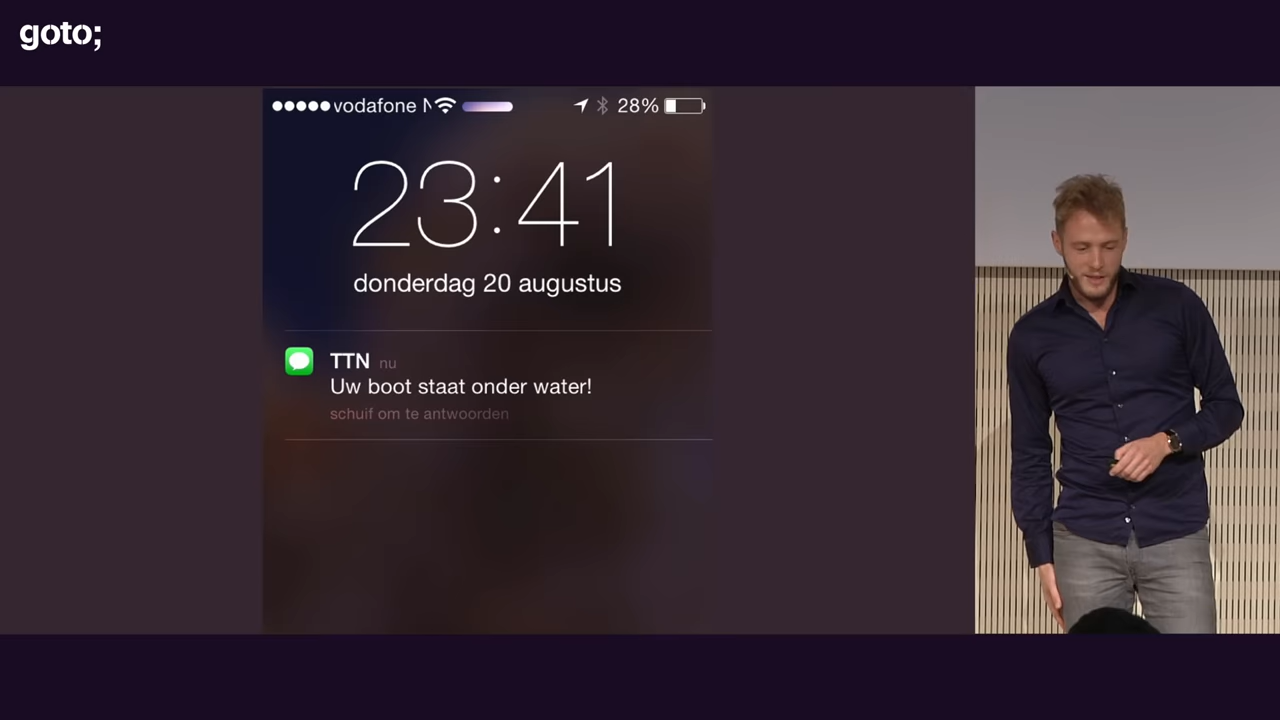 goto;
vodafone N
28%
23:41
donderdag 20 augustus
TTN nu
Uw boot staat onder water!
schuif om te antwoorden